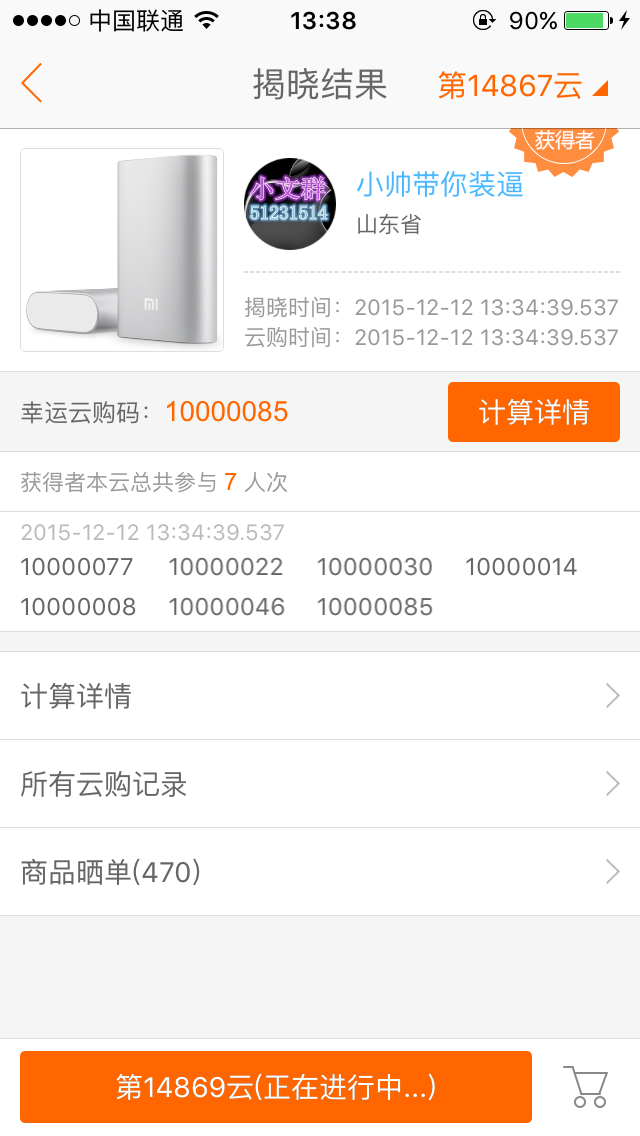 中国联通 13:38 90%
揭晓结果 第14867云
获得者
小文群
51231514
小帅带你装逼
山东省
MI
揭晓时间：2015-12-12 13:34:39.537
云购时间：2015-12-12 13:34:39.537
幸运云购码：10000085 计算详情
获得者本云总共参与 7 人次
2015-12-12 13:34:39.537
10000077 10000022 10000030 10000014
10000008 10000046 10000085
计算详情
所有云购记录
商品晒单(470)
第14869云(正在进行中...)